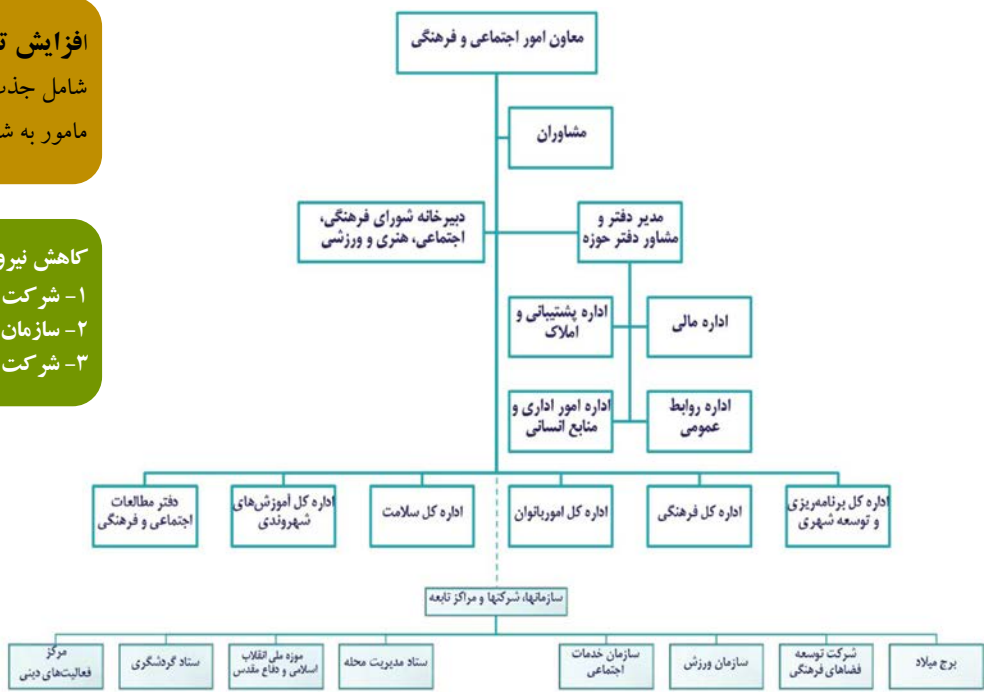 معاون امور اجتماعی و فرهنگی
افزایش
شامل
مامور به
مشاوران
مدیر دفتر و
مشاور دفتر حوزه
دبیرخانه شورای فرهنگی،
اجتماعی، هنری و ورزشی
کاهش
۱- شرکت
۲- سازمان
۳- شرکت
اداره مالی
اداره پشتیبانی و
املاک
اداره روابط
عمومی
اداره امور اداری و
منابع انسانی
اداره کل برنامه‌ریزی
و توسعه شهری
اداره کل فرهنگی
اداره کل اموربانوان
اداره کل سلامت
اداره کل آموزش‌های
شهروندی
دفتر مطالعات
اجتماعی و فرهنگی
سازمانها، شرکتها و مراکز تابعه
برج میلاد
شرکت توسعه
فضاهای فرهنگی
سازمان ورزش
سازمان خدمات
اجتماعی
ستاد مدیریت محله
موزه ملی انقلاب
اسلامی و دفاع مقدس
ستاد گردشگری
مرکز
فعالیت‌های دینی